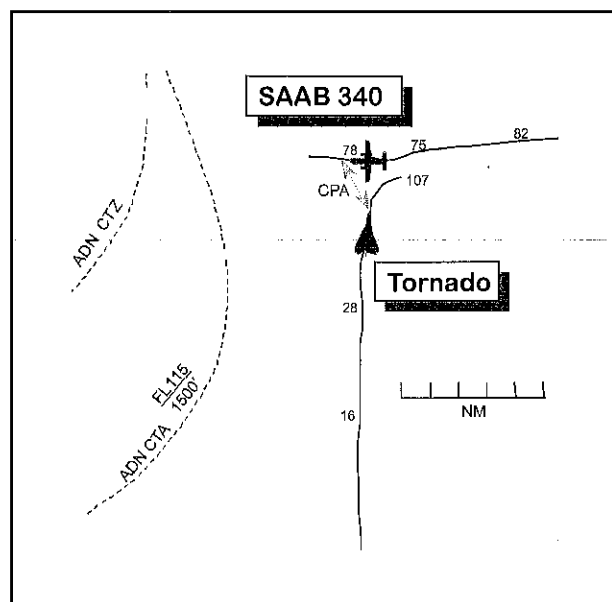 SAAB 340
82
75
78
CPA
107
ADN CTZ
Tornado
28
FL115
1500'
16
NM
ADN CTA